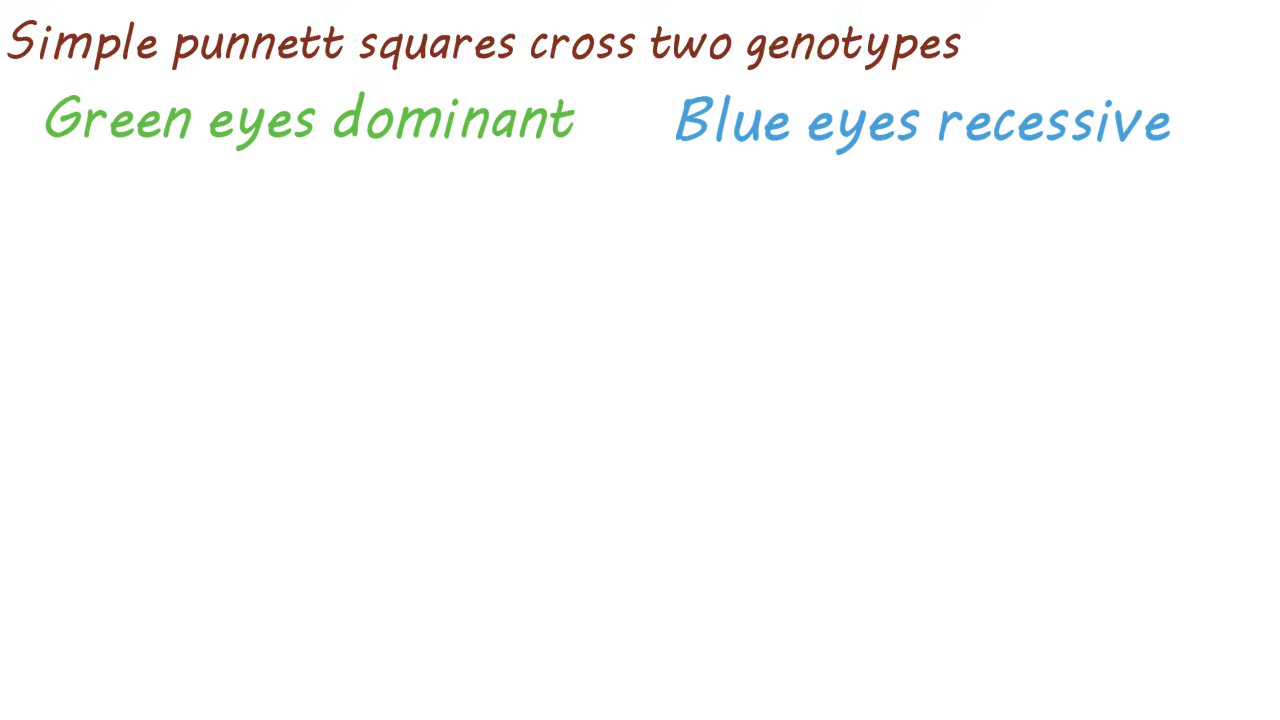 Simple punnett squares cross two genotypes
Green eyes dominant Blue eyes recessive